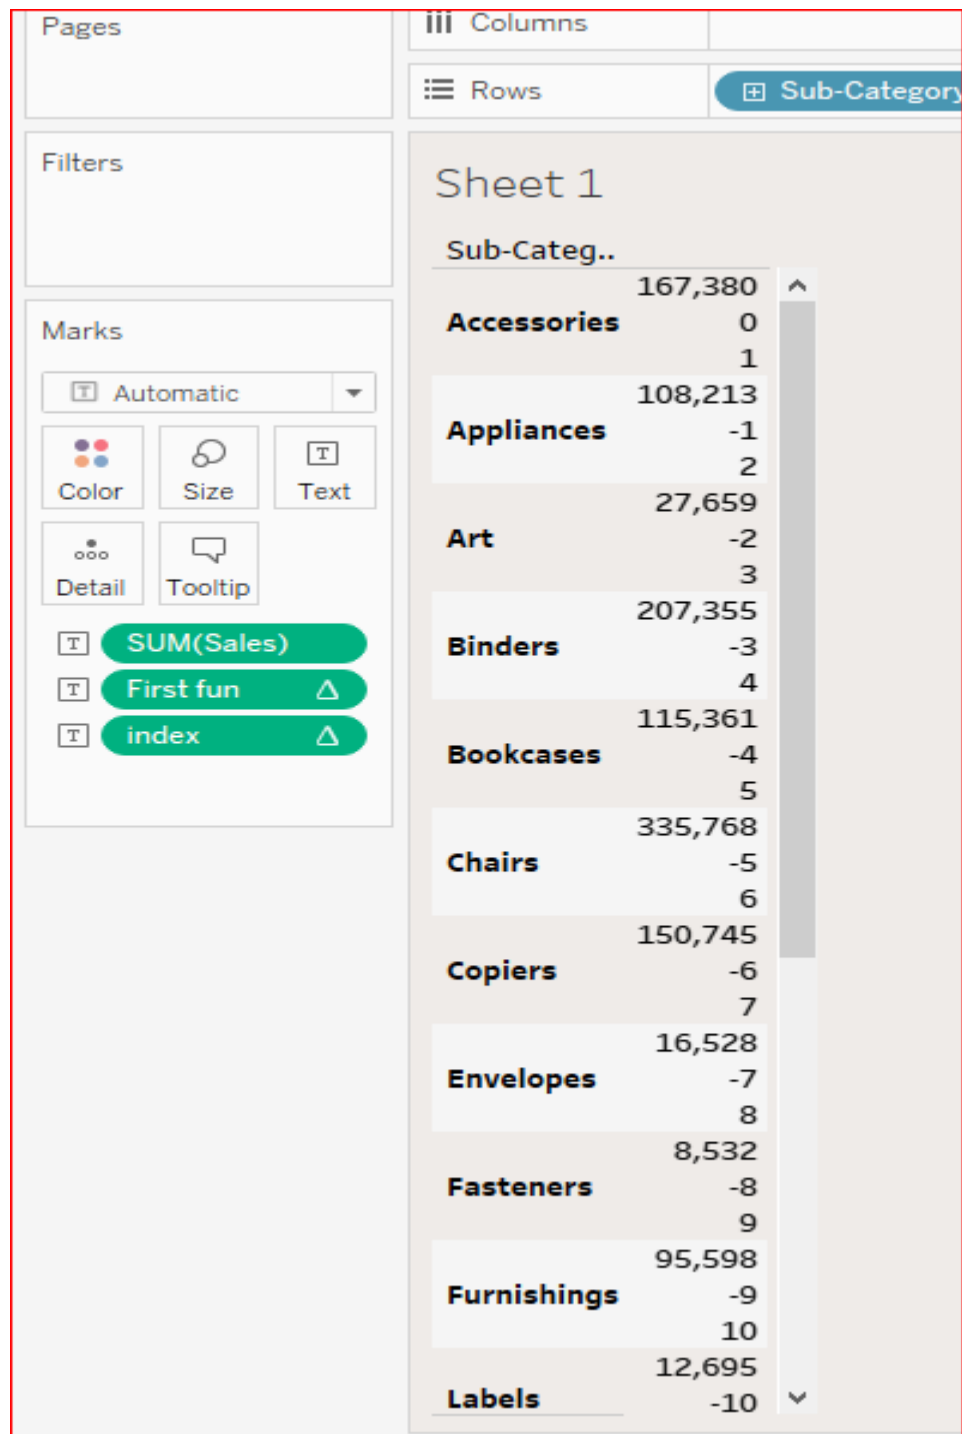 Pages
Columns
Rows
Sub-Category
Filters
Sheet 1
Sub-Categ..
Marks
Automatic
Color
Size
Text
Detail
Tooltip
SUM(Sales)
First fun
index
167,380
Accessories 0
1
108,213
Appliances -1
2
27,659
Art -2
3
207,355
Binders -3
4
115,361
Bookcases -4
5
335,768
Chairs -5
6
150,745
Copiers -6
7
16,528
Envelopes -7
8
8,532
Fasteners -8
9
95,598
Furnishings -9
10
12,695
Labels -10